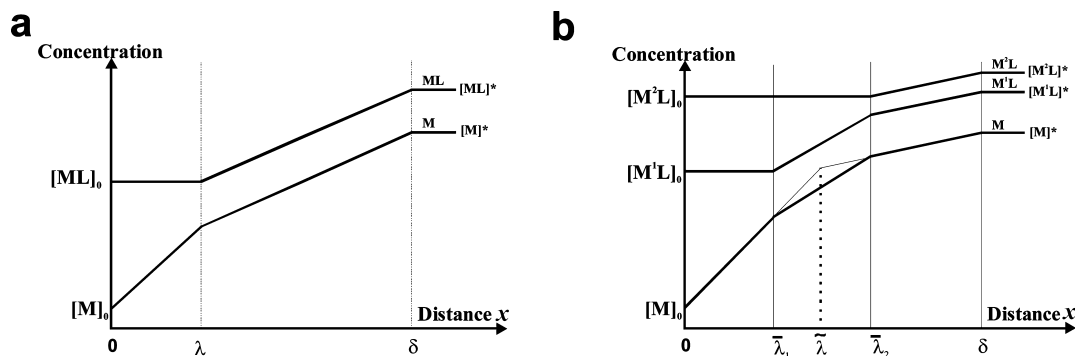 a
Concentration
ML
[ML]*
M
[M]*
[ML]₀
[M]₀
Distance x
0
λ
δ
b
Concentration
M²L
[M²L]*
M¹L
[M¹L]*
M
[M]*
[M²L]₀
[M¹L]₀
[M]₀
Distance x
0
λ̄₁
λ̃
λ̄₂
δ